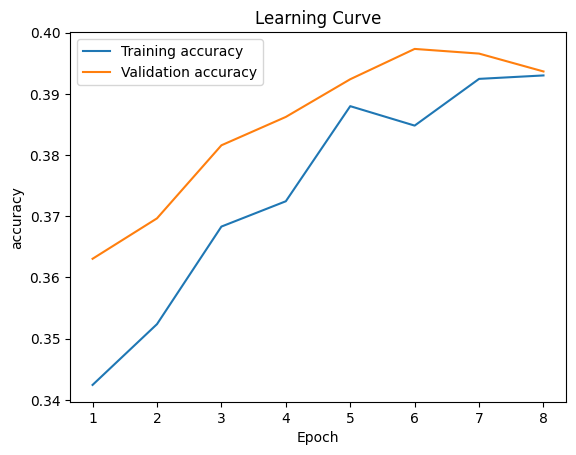 Learning Curve
Training accuracy
Validation accuracy
0.40
0.39
0.38
0.37
0.36
0.35
0.34
accuracy
1 2 3 4 5 6 7 8
Epoch